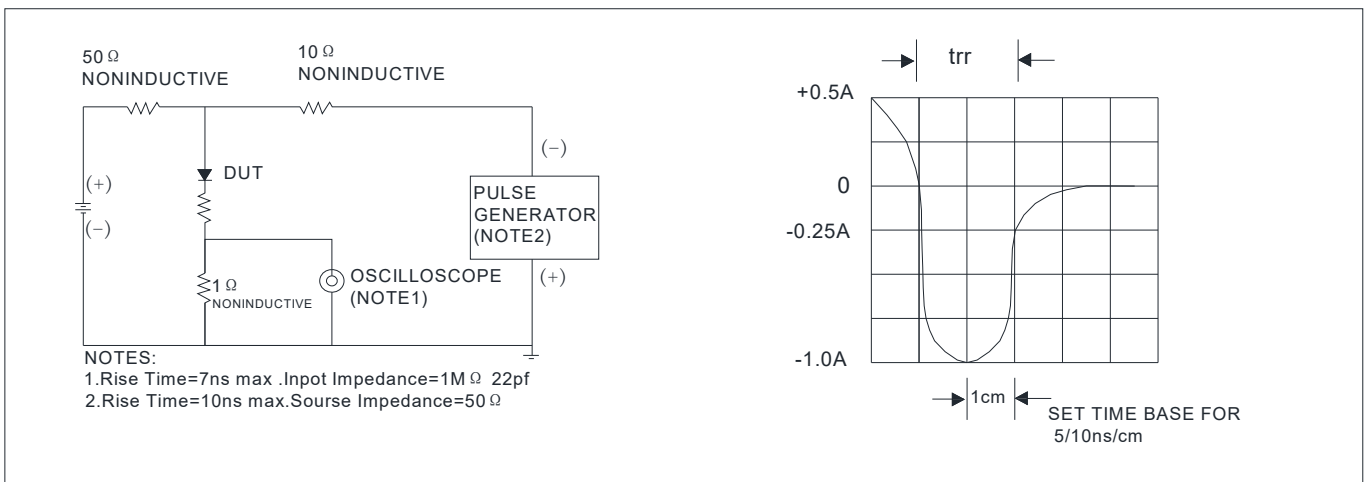 50 Ω
NONINDUCTIVE
10 Ω
NONINDUCTIVE
(+)
(-)
DUT
1 Ω
NONINDUCTIVE
OSCILLOSCOPE
(NOTE1)
(-)
PULSE
GENERATOR
(NOTE2)
(+)
NOTES:
1.Rise Time=7ns max .Inpot Impedance=1M Ω 22pf
2.Rise Time=10ns max.Sourse Impedance=50 Ω
trr
+0.5A
0
-0.25A
-1.0A
1cm
SET TIME BASE FOR
5/10ns/cm